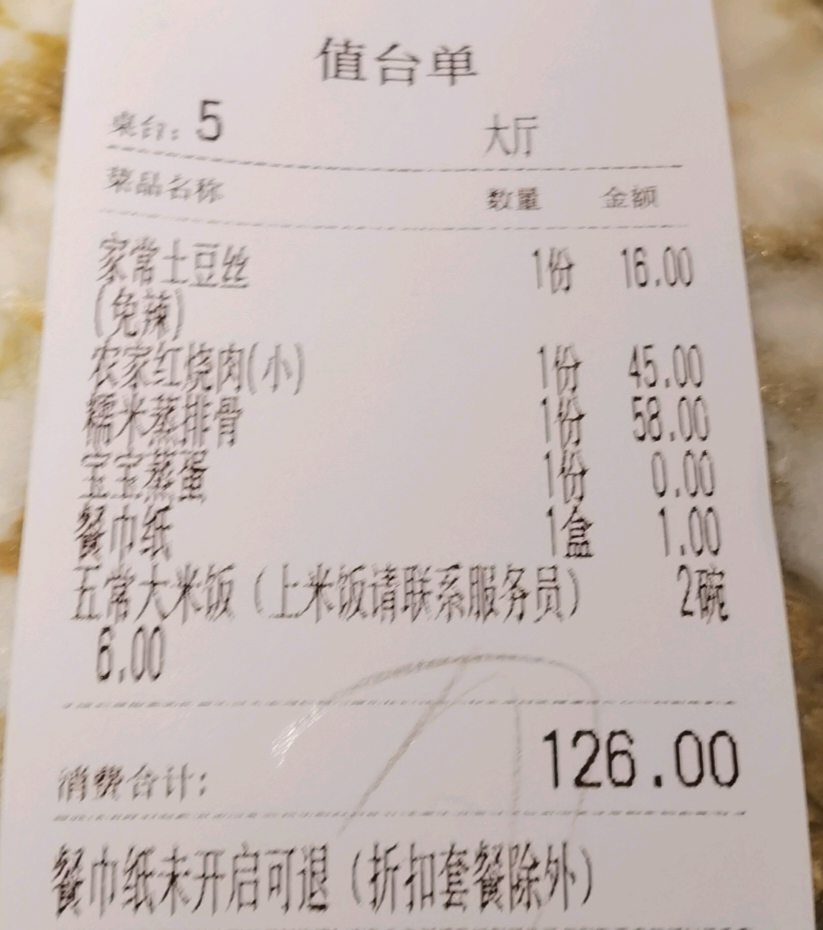 值台单
桌台：5 大厅
菜品名称 数量 金额
家常土豆丝 1份 16.00
(免辣)
农家红烧肉(小) 1份 45.00
糯米蒸排骨 1份 58.00
宝宝蒸蛋 1份 0.00
餐巾纸 1盒 1.00
五常大米饭（上米饭请联系服务员） 2碗
6.00
消费合计: 126.00
餐巾纸未开启可退（折扣套餐除外）